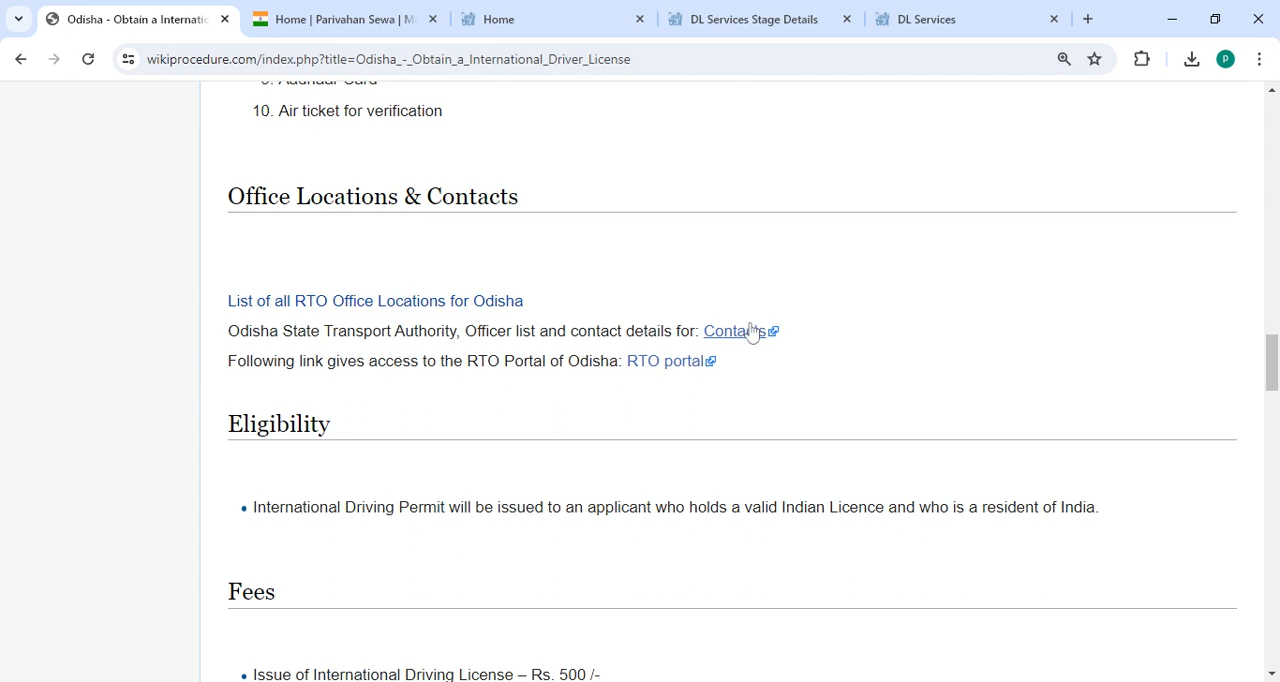 Odisha - Obtain a Internatic
Home | Parivahan Sewa | M
Home
DL Services Stage Details
DL Services
wikiprocedure.com/index.php?title=Odisha_-_Obtain_a_International_Driver_License
P
9. Aadhaar Card
10. Air ticket for verification
Office Locations & Contacts
List of all RTO Office Locations for Odisha
Odisha State Transport Authority, Officer list and contact details for: Contacts
Following link gives access to the RTO Portal of Odisha: RTO portal
Eligibility
International Driving Permit will be issued to an applicant who holds a valid Indian Licence and who is a resident of India.
Fees
Issue of International Driving License – Rs. 500 /-